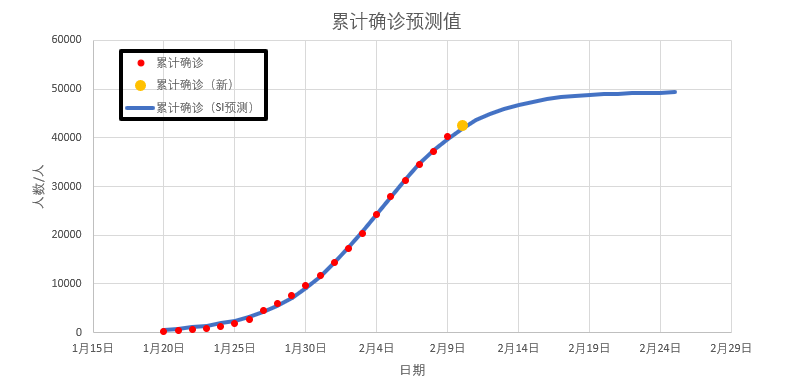 累计确诊预测值
累计确诊
累计确诊（新）
累计确诊（SI预测）
人数/人
60000
50000
40000
30000
20000
10000
0
1月15日 1月20日 1月25日 1月30日 2月4日 2月9日 2月14日 2月19日 2月24日 2月29日
日期